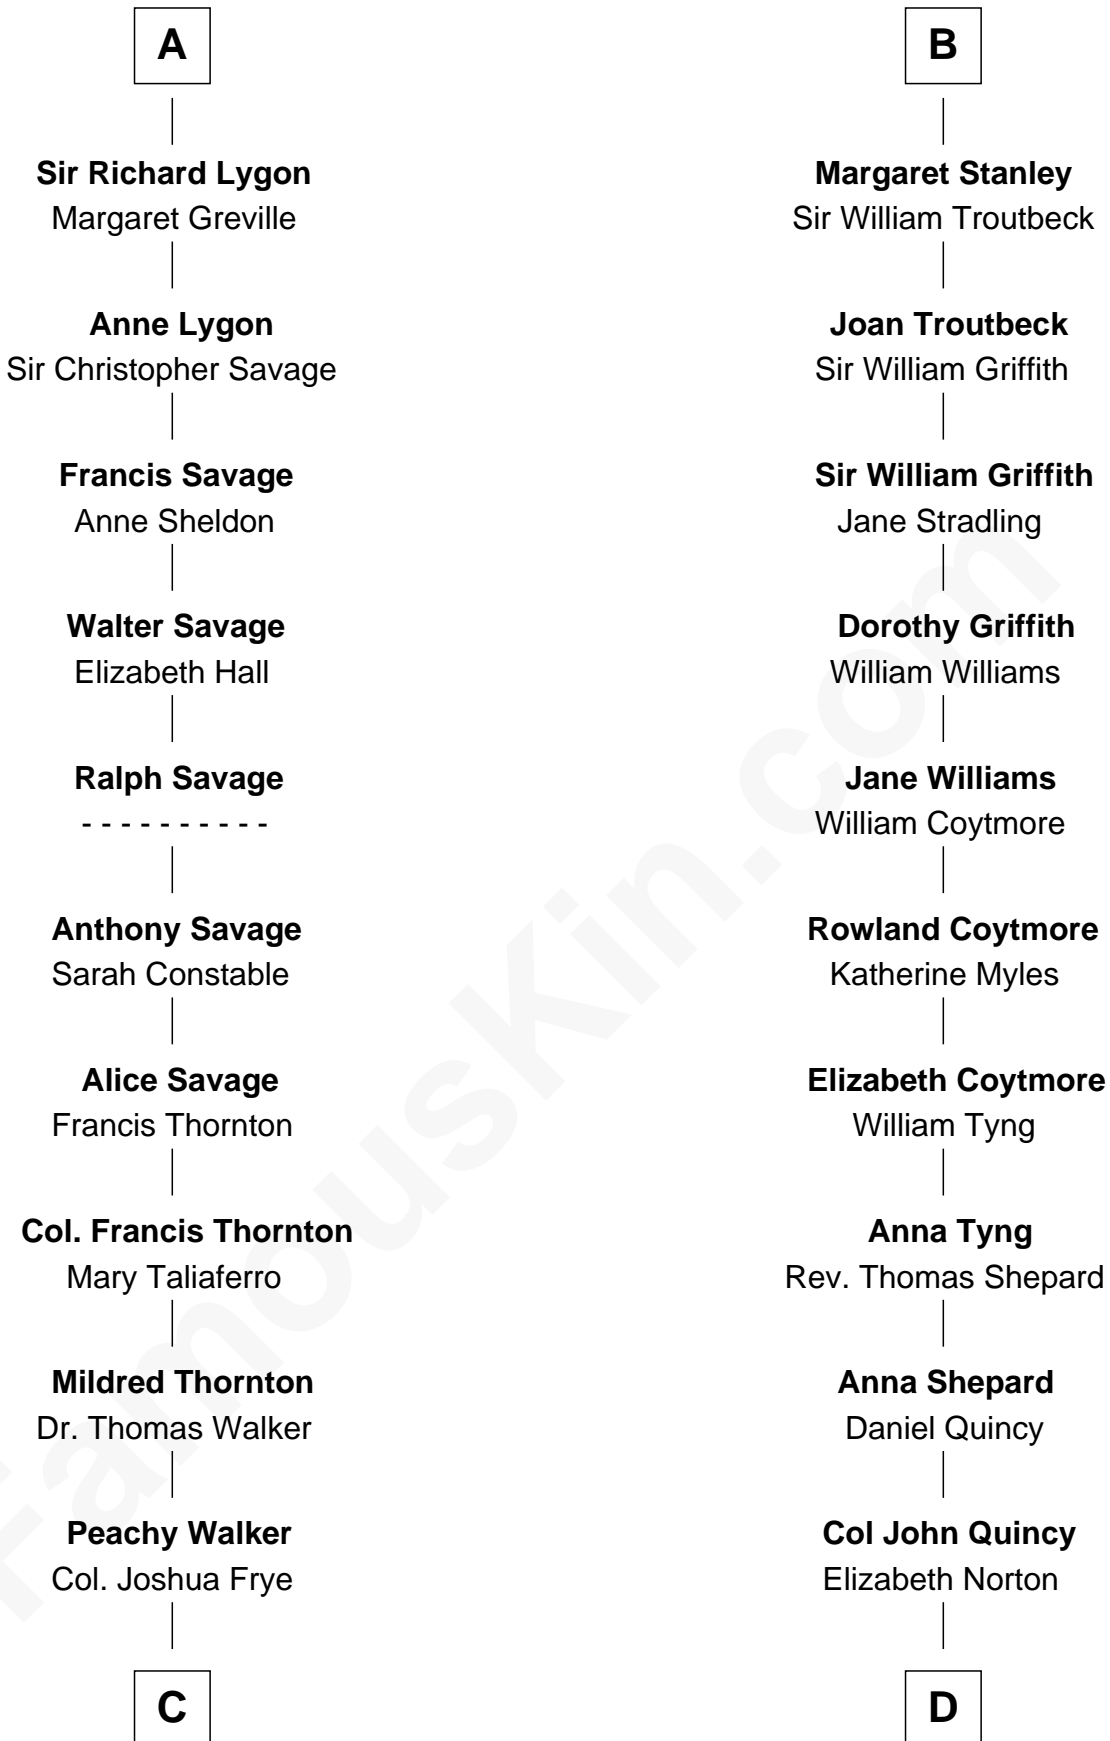 A
Sir Richard Lygon
Margaret Greville
Anne Lygon
Sir Christopher Savage
Francis Savage
Anne Sheldon
Walter Savage
Elizabeth Hall
Ralph Savage
- - - - - - - - - -
Anthony Savage
Sarah Constable
Alice Savage
Francis Thornton
Col. Francis Thornton
Mary Taliaferro
Mildred Thornton
Dr. Thomas Walker
Peachy Walker
Col. Joshua Frye
C
B
Margaret Stanley
Sir William Troutbeck
Joan Troutbeck
Sir William Griffith
Sir William Griffith
Jane Stradling
Dorothy Griffith
William Williams
Jane Williams
William Coytmore
Rowland Coytmore
Katherine Myles
Elizabeth Coytmore
William Tyng
Anna Tyng
Rev. Thomas Shepard
Anna Shepard
Daniel Quincy
Col John Quincy
Elizabeth Norton
D
FamousKin.com